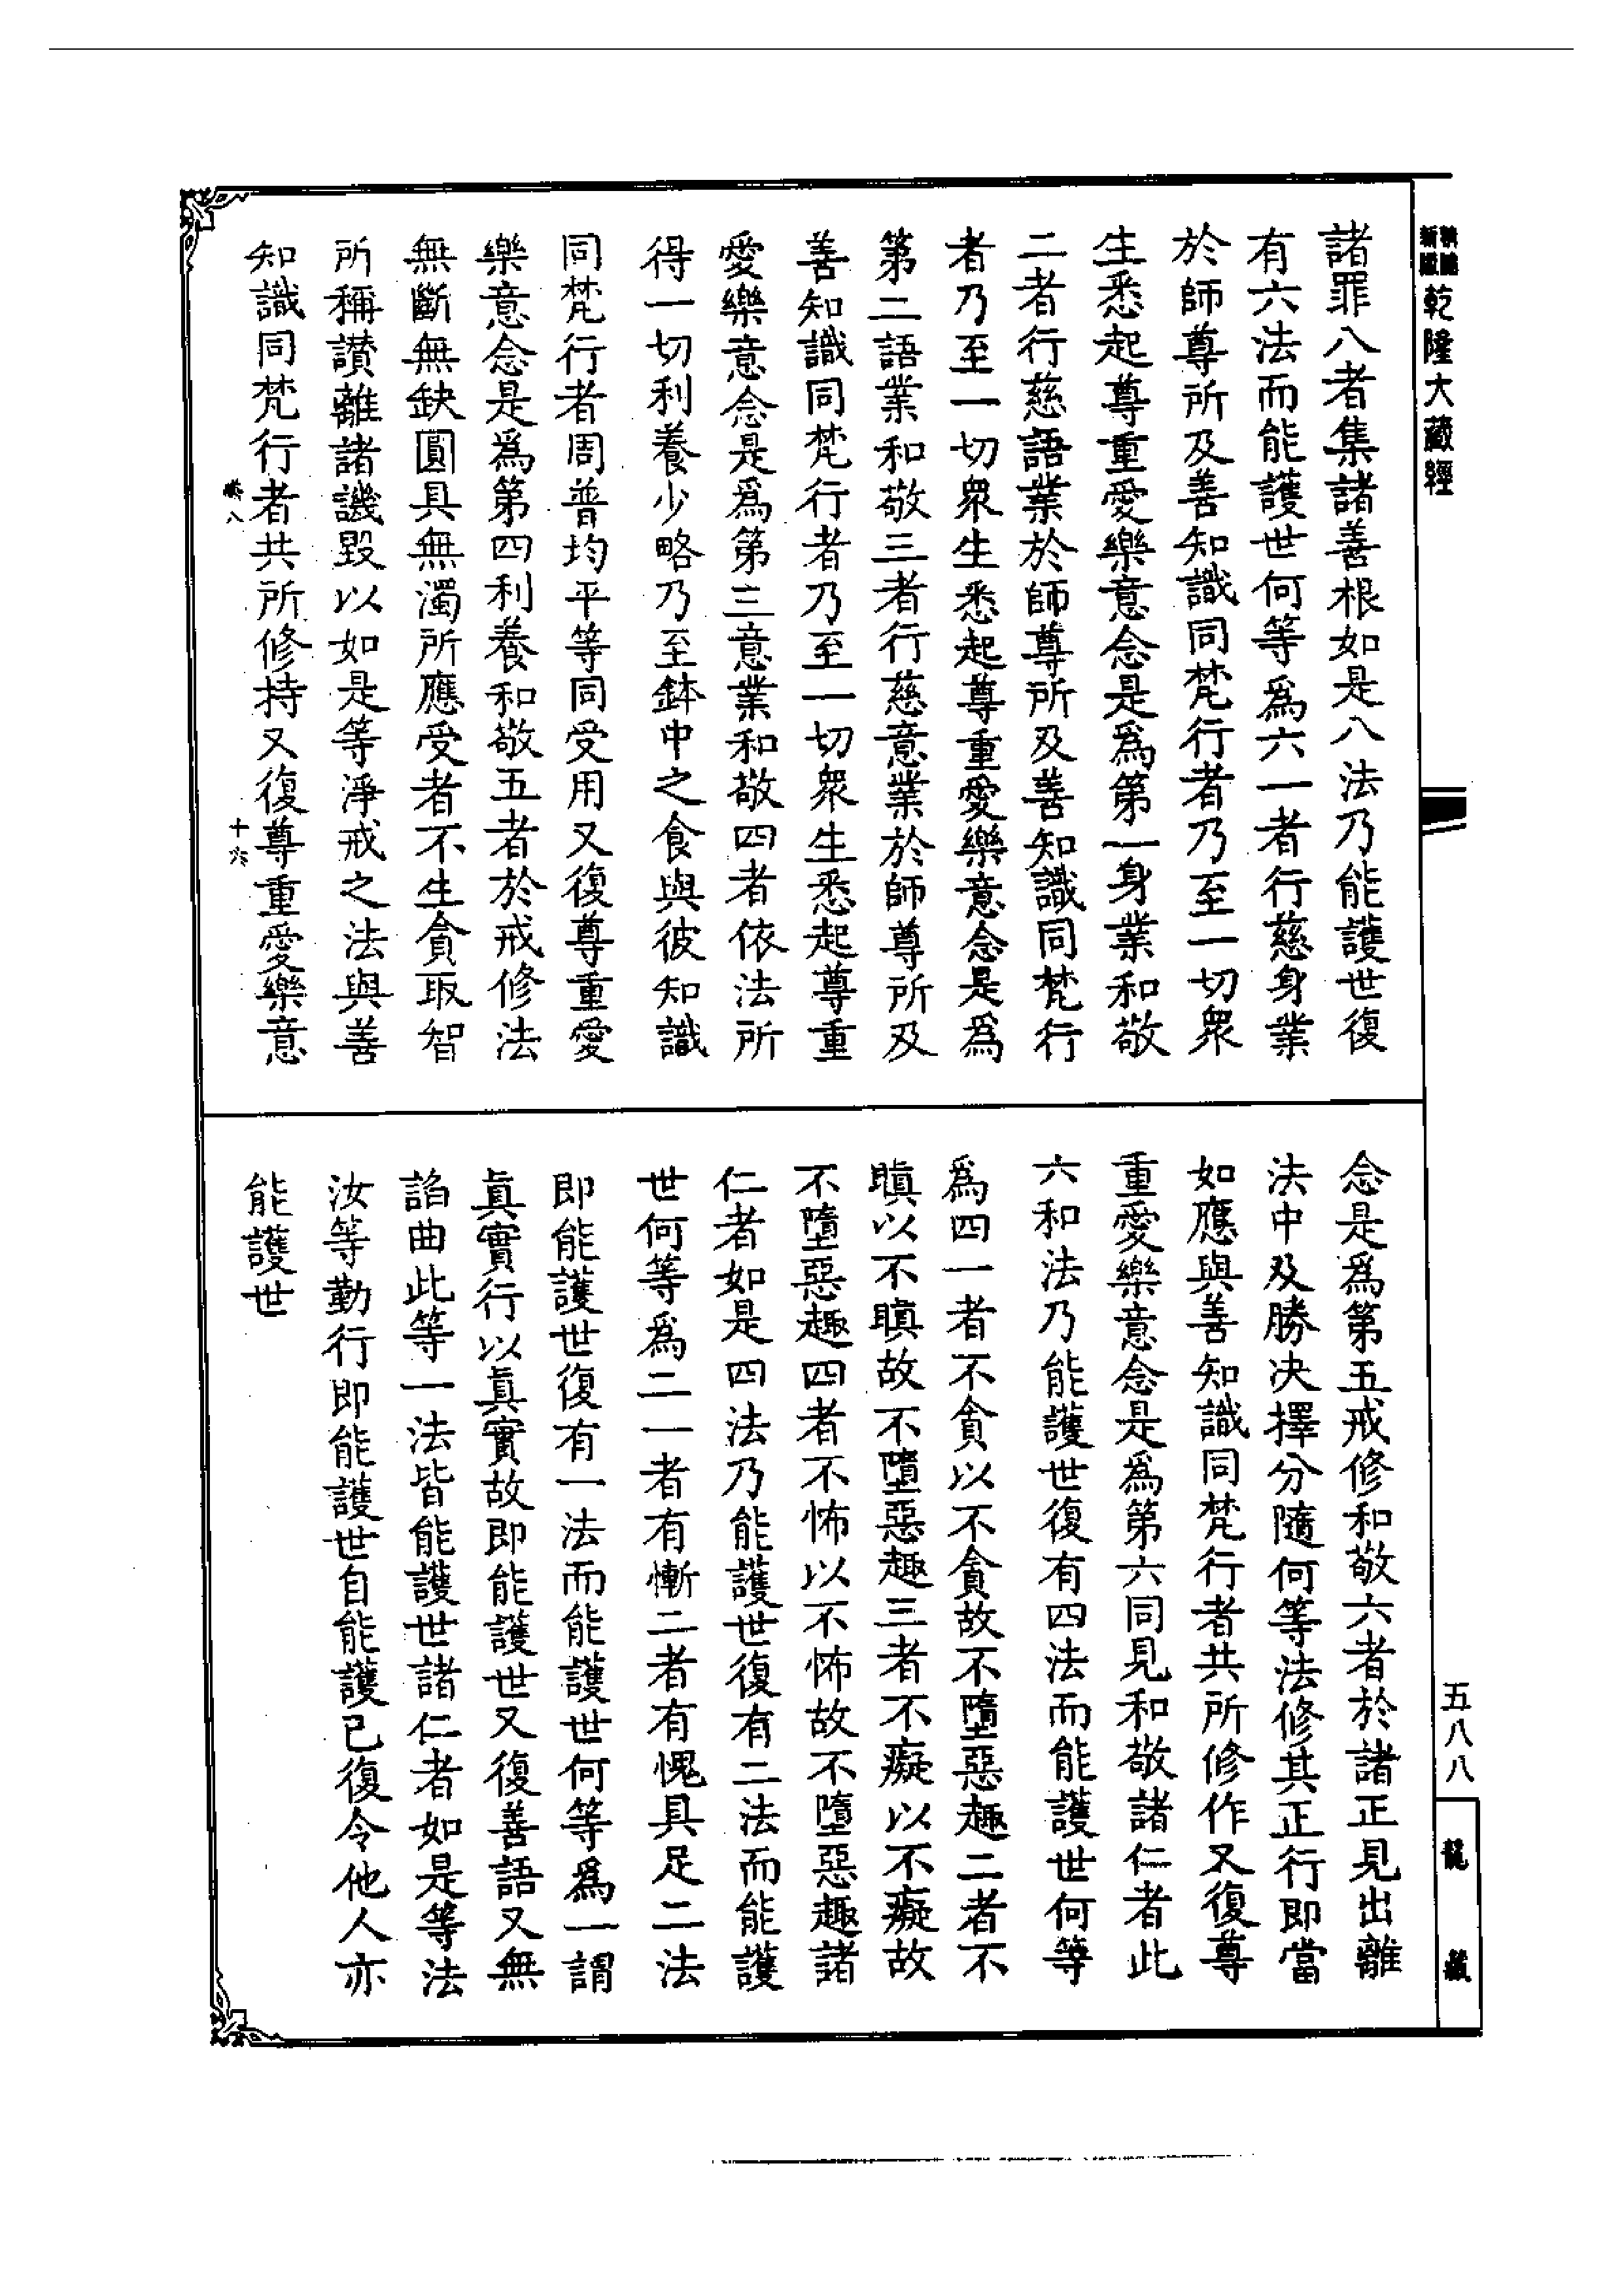 乾隆大藏經
諸罪八者集諸善根如是八法乃能護世復
有六法而能護世何等爲六一者行慈身業
於師尊所及善知識同梵行者乃至一切衆
生悉起尊重愛樂意念是爲第一身業和敬
二者行慈語業於師尊所及善知識同梵行
者乃至一切衆生悉起尊重愛樂意念是爲
第二語業和敬三者行慈意業於師尊所及
善知識同梵行者乃至一切衆生悉起尊重
愛樂意念是爲第三意業和敬四者依法所
得一切利養少略乃至鉢中之食與彼知識
同梵行者周普均平等同受用又復尊重愛
樂意念是爲第四利養和敬五者於戒修法
無斷無缺圓具無濁所應受者不生貪取智
所稱讃離諸譏毀以如是等淨戒之法與善
知識同梵行者共所修持又復尊重愛樂意
八 十六
念是爲第五戒修和敬六者於諸正見出離
法中及勝決擇分隨何等法修其正行即當
如應與善知識同梵行者共所修作又復尊
重愛樂意念是爲第六同見和敬諸仁者此
六和法乃能護世復有四法而能護世何等
爲四一者不貪以不貪故不墮惡趣二者不
瞋以不瞋故不墮惡趣三者不癡以不癡故
不墮惡趣四者不怖以不怖故不墮惡趣諸
仁者如是四法乃能護世復有二法而能護
世何等爲二一者有慚二者有愧具足二法
即能護世復有一法而能護世何等爲一謂
眞實行以眞實故即能護世又復善語又無
諂曲此等一法皆能護世諸仁者如是等法
汝等勤行即能護世自能護已復令他人亦
能護世
五八八
龍藏